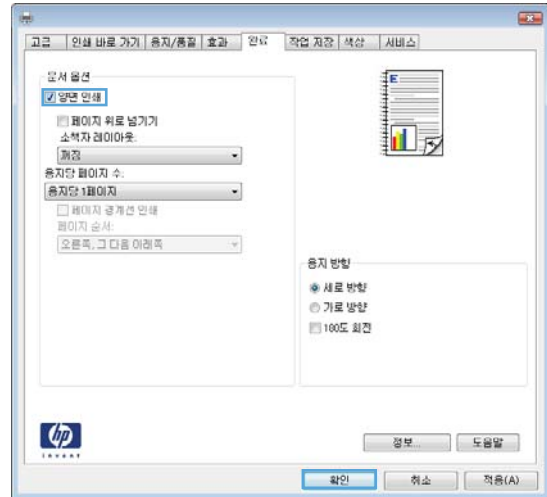 고급 인쇄 바로 가기 용지/품질 효과 완료 작업 저장 색상 서비스
문서 옵션
양면 인쇄
페이지 위로 넘기기
소책자 레이아웃:
꺼짐
용지당 페이지 수:
용지당 1페이지
페이지 경계선 인쇄
페이지 순서:
오른쪽, 그 다음 아래쪽
E
용지 방향
세로 방향
가로 방향
180도 회전
hp
invent
정보... 도움말
확인 취소 적용(A)